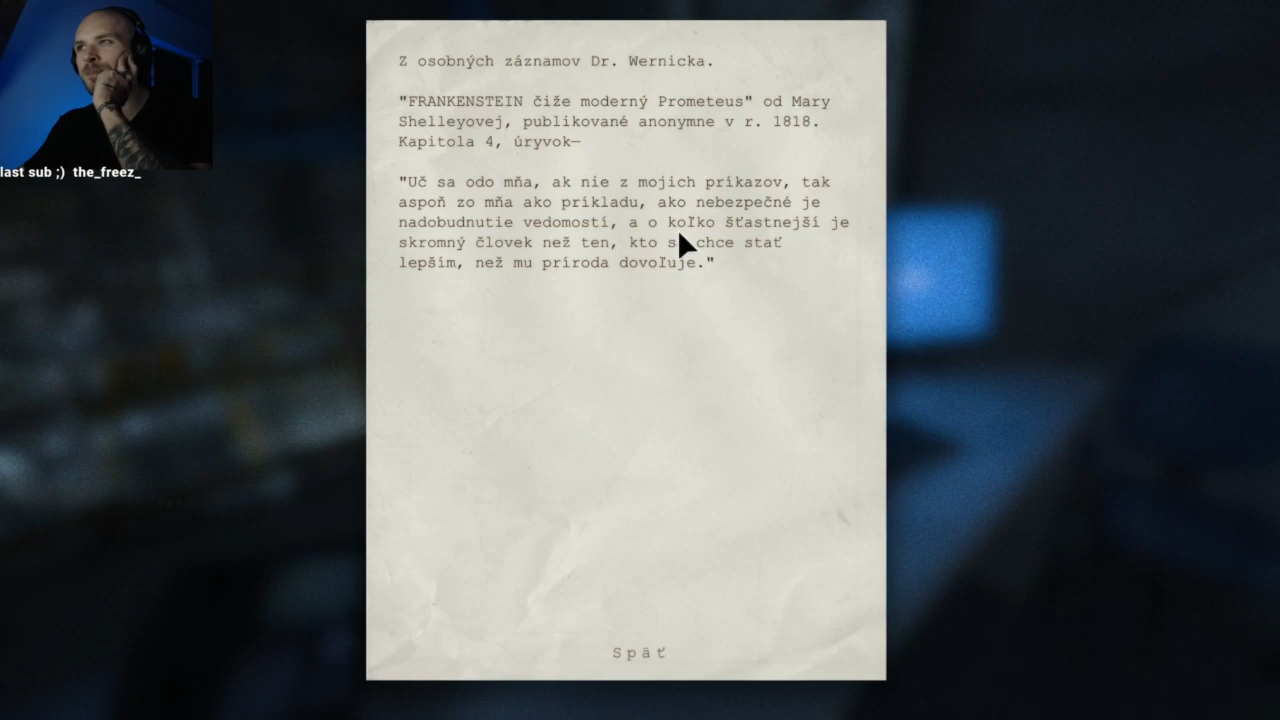 last sub ;) the_freez_
Z osobných záznamov Dr. Wernicka.
"FRANKENSTEIN čiže moderný Prometeus" od Mary
Shelleyovej, publikované anonymne v r. 1818.
Kapitola 4, úryvok—
"Uč sa odo mňa, ak nie z mojich príkazov, tak
aspoň zo mňa ako príkladu, ako nebezpečné je
nadobudnutie vedomostí, a o koľko šťastnejší je
skromný človek než ten, kto chce stať
lepším, než mu príroda dovoľuje."
Späť